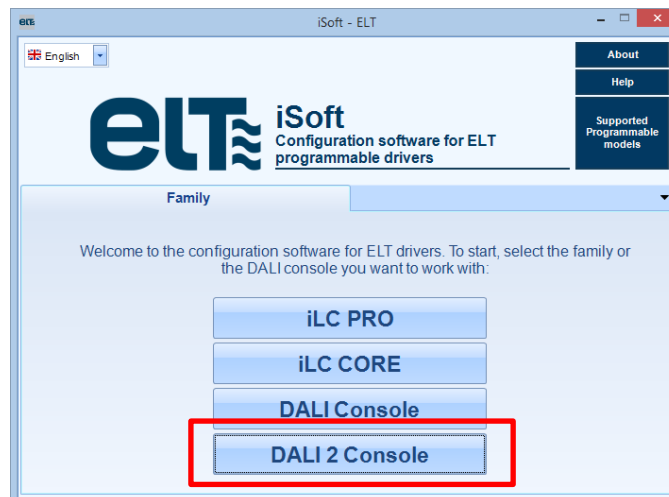 elt
iSoft - ELT
English
About
Help
Supported
Programmable
models
eLT
iSoft
Configuration software for ELT
programmable drivers
Family
Welcome to the configuration software for ELT drivers. To start, select the family or
the DALI console you want to work with:
iLC PRO
iLC CORE
DALI Console
DALI 2 Console